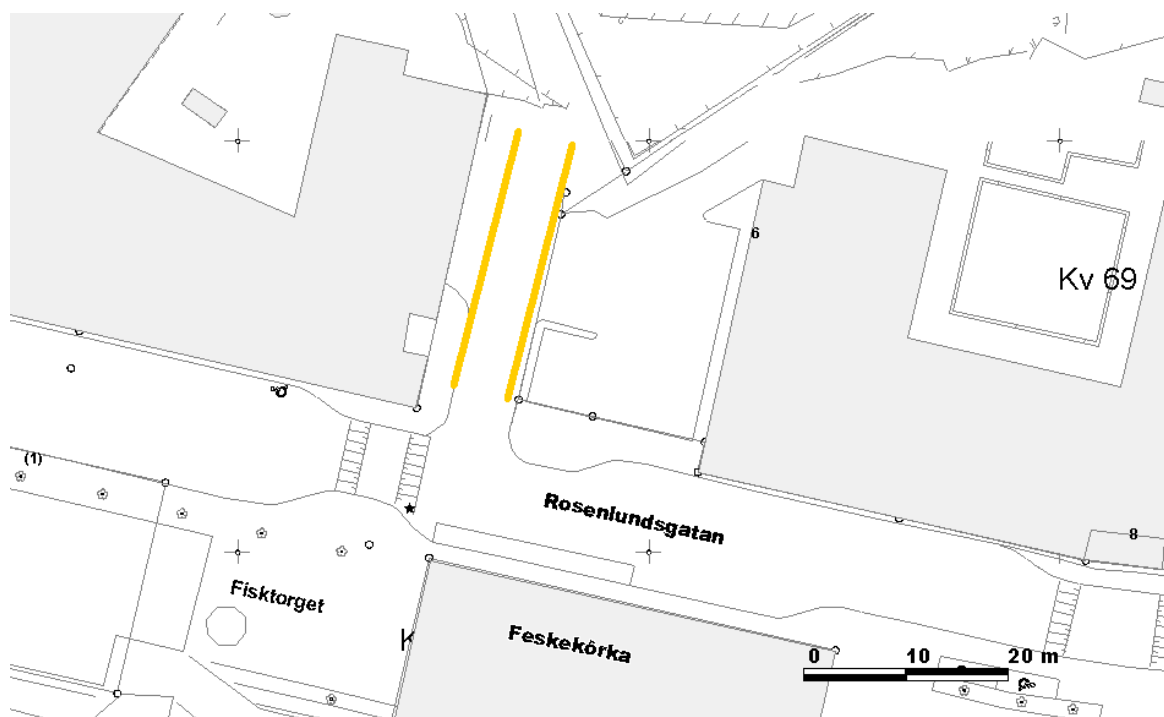 6
Kv 69
(1)
Rosenlundsgatan
8
Fisktorget
K
Feskekôrka
0 10 20 m